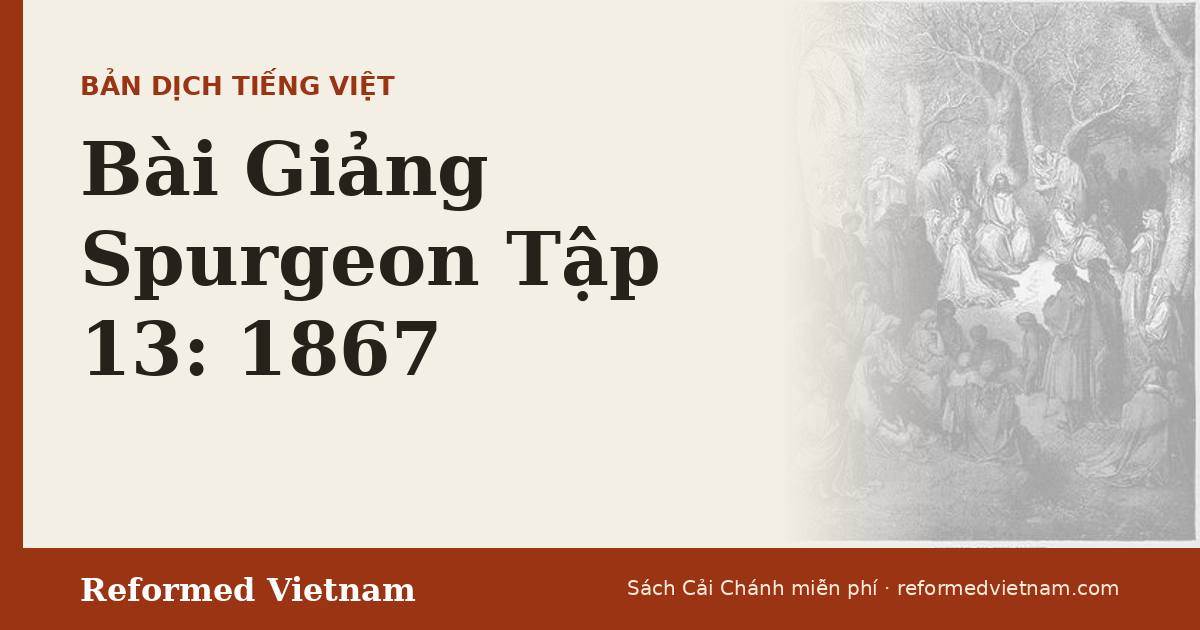 BẢN DỊCH TIẾNG VIỆT
Bài Giảng
Spurgeon Tập
13: 1867
Reformed Vietnam
Sách Cải Chánh miễn phí · reformedvietnam.com